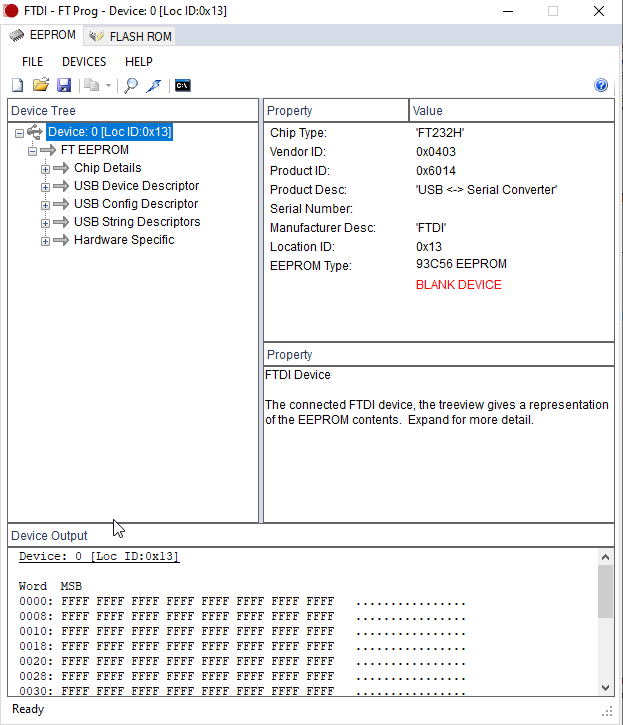 FTDI - FT Prog - Device: 0 [Loc ID:0x13]
EEPROM FLASH ROM
FILE DEVICES HELP
C:\
Device Tree
Device: 0 [Loc ID:0x13]
FT EEPROM
Chip Details
USB Device Descriptor
USB Config Descriptor
USB String Descriptors
Hardware Specific
Property Value
Chip Type: 'FT232H'
Vendor ID: 0x0403
Product ID: 0x6014
Product Desc: 'USB <-> Serial Converter'
Serial Number:
Manufacturer Desc: 'FTDI'
Location ID: 0x13
EEPROM Type: 93C56 EEPROM
BLANK DEVICE
Property
FTDI Device
The connected FTDI device, the treeview gives a representation
of the EEPROM contents.  Expand for more detail.
Device Output
Device: 0 [Loc ID:0x13]
Word MSB
0000: FFFF FFFF FFFF FFFF FFFF FFFF FFFF FFFF ................
0008: FFFF FFFF FFFF FFFF FFFF FFFF FFFF FFFF ................
0010: FFFF FFFF FFFF FFFF FFFF FFFF FFFF FFFF ................
0018: FFFF FFFF FFFF FFFF FFFF FFFF FFFF FFFF ................
0020: FFFF FFFF FFFF FFFF FFFF FFFF FFFF FFFF ................
0028: FFFF FFFF FFFF FFFF FFFF FFFF FFFF FFFF ................
0030: FFFF FFFF FFFF FFFF FFFF FFFF FFFF FFFF ................
Ready